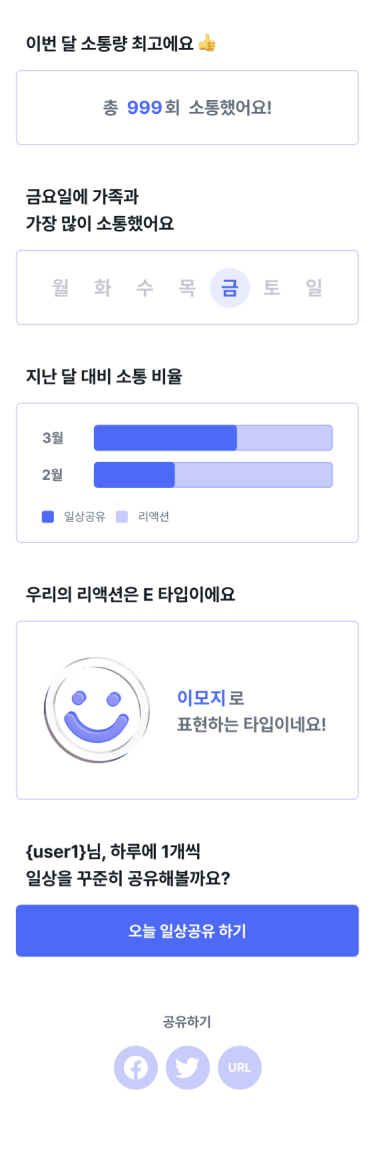 이번 달 소통량 최고에요 👍
총 999회 소통했어요!
금요일에 가족과
가장 많이 소통했어요
월 화 수 목 금 토 일
지난 달 대비 소통 비율
3월
2월
일상공유 리액션
우리의 리액션은 E 타입이에요
이모지로
표현하는 타입이네요!
{user1}님, 하루에 1개씩
일상을 꾸준히 공유해볼까요?
오늘 일상공유 하기
공유하기
URL